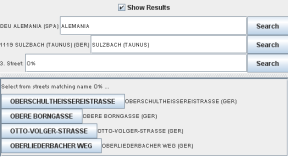 Show Results
DEU ALEMANIA (SPA) ALEMANIA Search
1119 SULZBACH (TAUNUS) (GER) SULZBACH (TAUNUS) Search
3. Street O% Search
Select from streets matching name O% ...
OBERSCHULTHEISSEREISTRASSE OBERSCHULTHEISSEREISTRASSE (GER)
OBERE BORNGASSE OBERE BORNGASSE (GER)
OTTO-VOLGER-STRASSE OTTO-VOLGER-STRASSE (GER)
OBERLIEDERBACHER WEG OBERLIEDERBACHER WEG (GER)